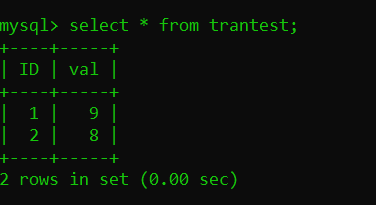 mysql> select * from trantest;
+----+-----+
| ID | val |
+----+-----+
|  1 |   9 |
|  2 |   8 |
+----+-----+
2 rows in set (0.00 sec)